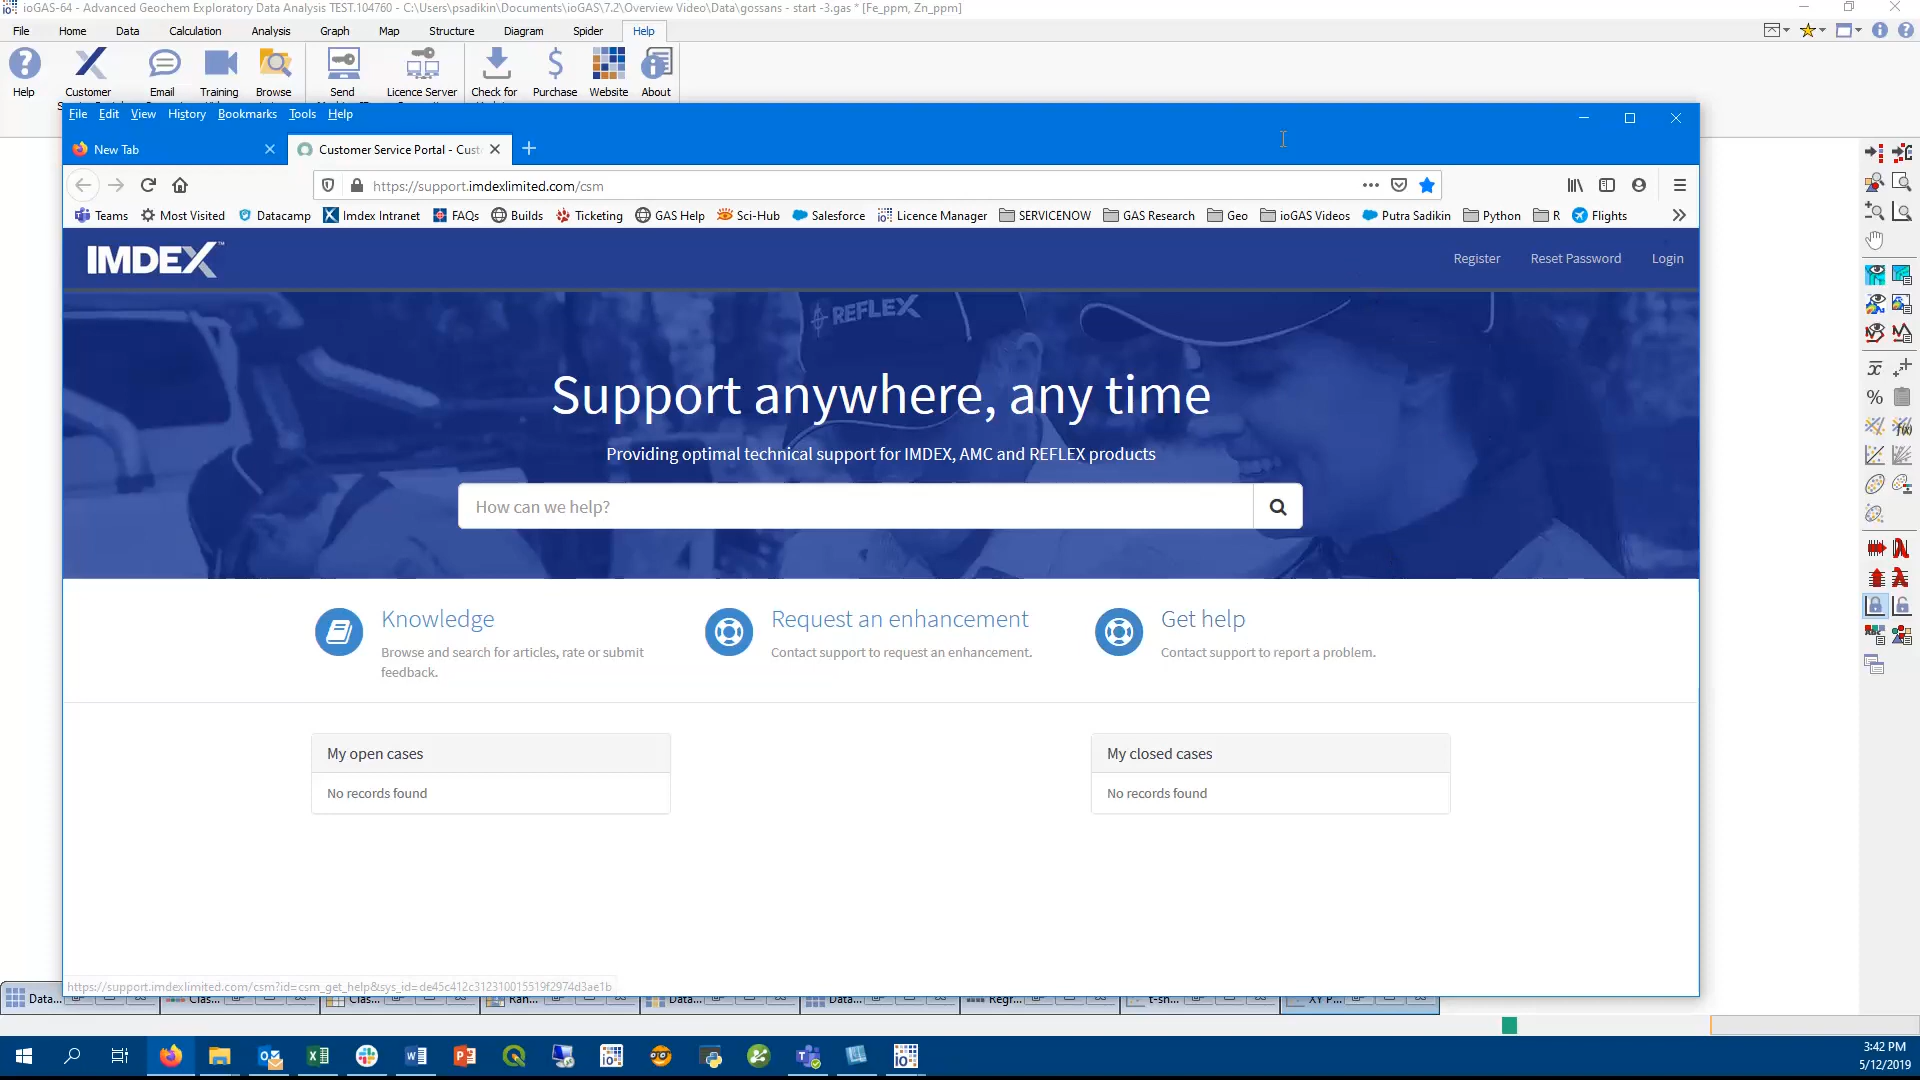 ioGAS-64 - Advanced Geochem Exploratory Data Analysis TEST.104760 - C:\Users\psadikin\Documents\ioGAS\7.2\Overview Video\Data\gossans - start -3.gas * [Fe_ppm, Zn_ppm]
File Home Data Calculation Analysis Graph Map Structure Diagram Spider Help
Help Customer Email Training Browse Send Licence Server Check for Purchase Website About
File Edit View History Bookmarks Tools Help
New Tab Customer Service Portal - Cust
https://support.imdexlimited.com/csm
Teams Most Visited Datacamp Imdex Intranet FAQs Builds Ticketing GAS Help Sci-Hub Salesforce Licence Manager SERVICENOW GAS Research Geo ioGAS Videos Putra Sadikin Python R Flights
IMDEX™ Register Reset Password Login
REFLEX
Support anywhere, any time
Providing optimal technical support for IMDEX, AMC and REFLEX products
How can we help?
Knowledge Request an enhancement Get help
Browse and search for articles, rate or submit feedback. Contact support to request an enhancement. Contact support to report a problem.
My open cases My closed cases
No records found No records found
https://support.imdexlimited.com/csm?id=csm_get_help&sys_id=de45c412c312310015519f2974d3ae1b
Data... Clas... Clas... Ran... Data... Data... Regr... t-sh... XY P...
3:42 PM
5/12/2019